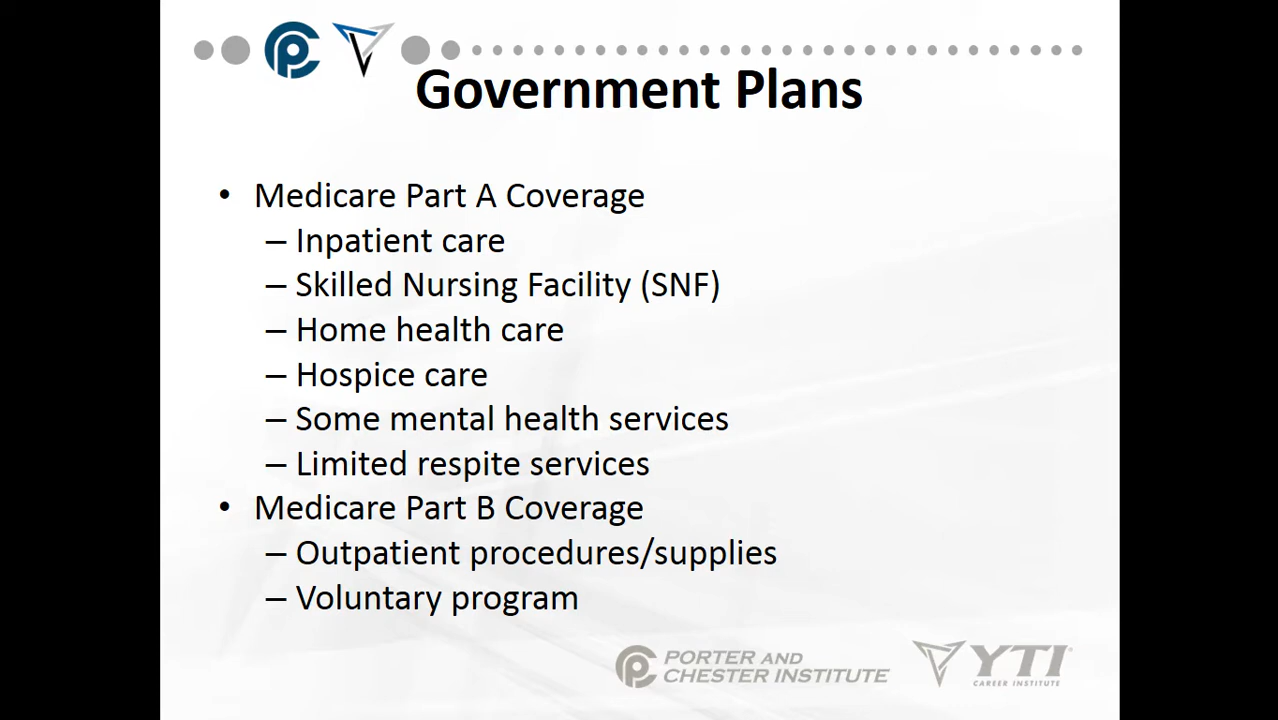 Government Plans
• Medicare Part A Coverage
– Inpatient care
– Skilled Nursing Facility (SNF)
– Home health care
– Hospice care
– Some mental health services
– Limited respite services
• Medicare Part B Coverage
– Outpatient procedures/supplies
– Voluntary program
PORTER AND
CHESTER INSTITUTE
YTI®
CAREER INSTITUTE